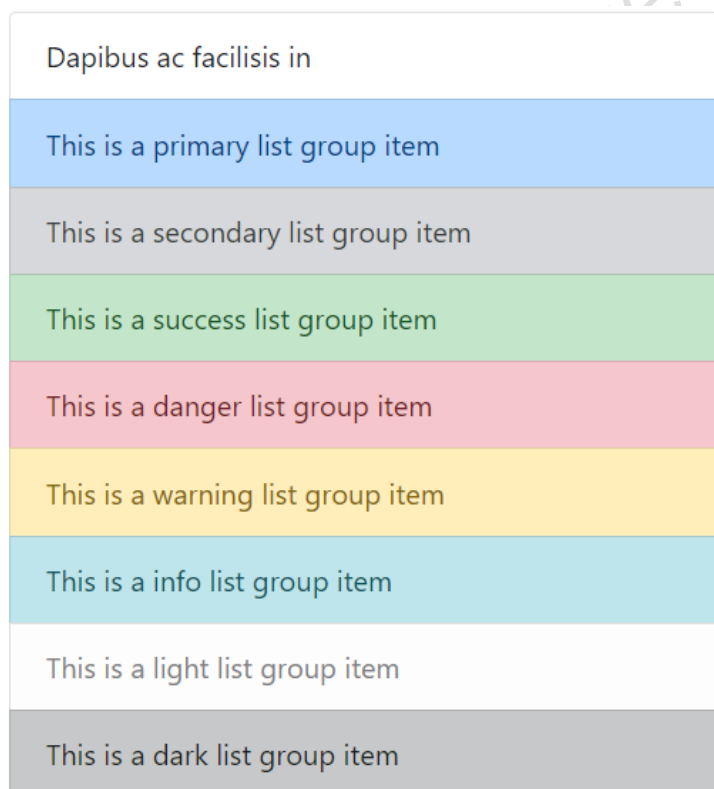 Dapibus ac facilisis in
This is a primary list group item
This is a secondary list group item
This is a success list group item
This is a danger list group item
This is a warning list group item
This is a info list group item
This is a light list group item
This is a dark list group item